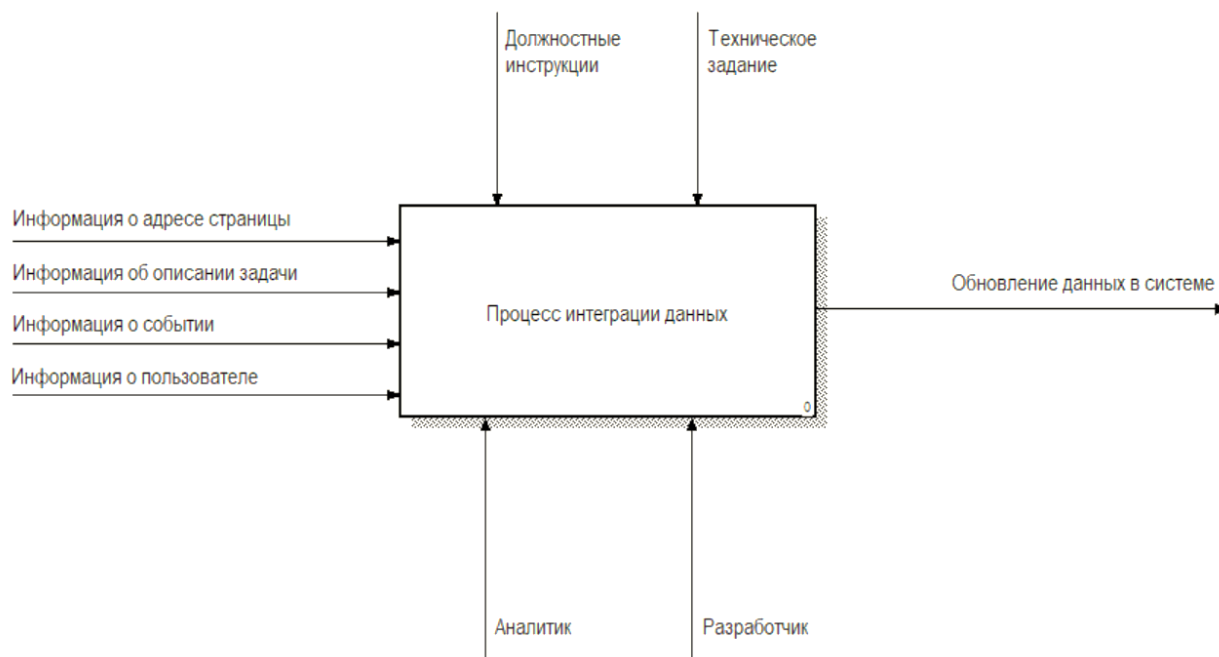 Должностные
инструкции
Техническое
задание
Информация о адресе страницы
Информация об описании задачи
Информация о событии
Информация о пользователе
Процесс интеграции данных
0
Обновление данных в системе
Аналитик
Разработчик